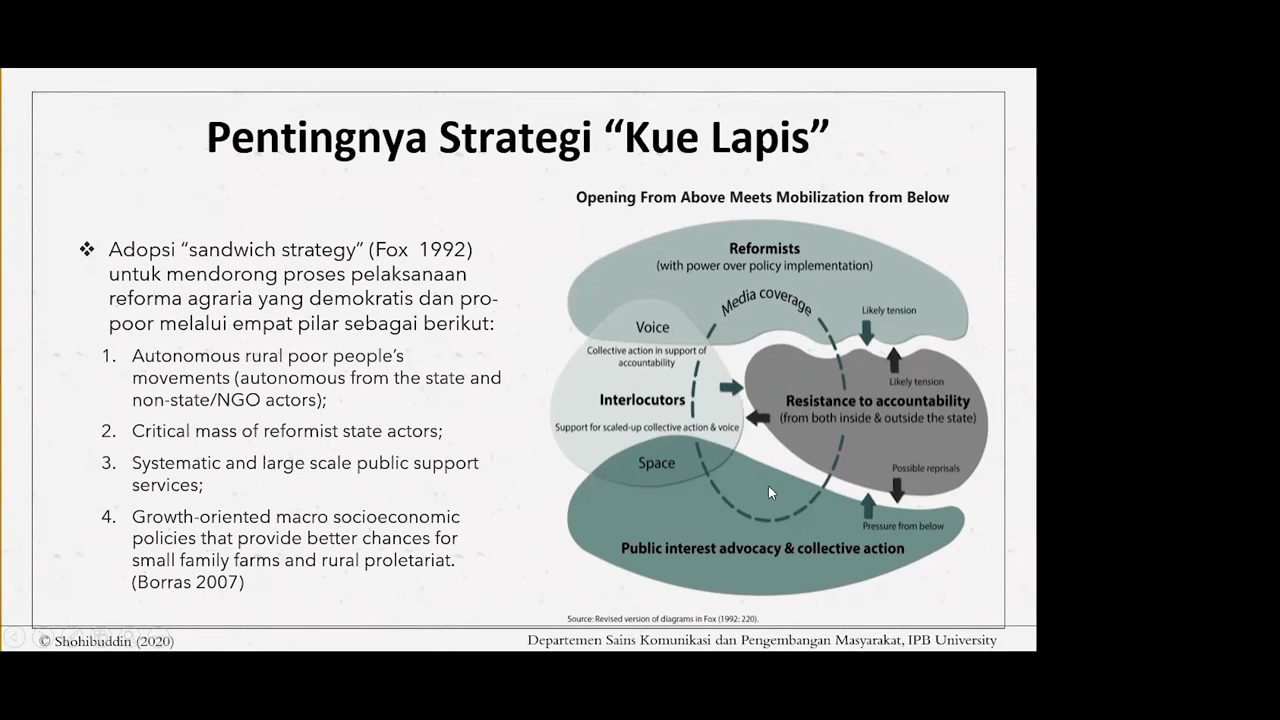 Pentingnya Strategi “Kue Lapis”
❖ Adopsi “sandwich strategy” (Fox 1992)
untuk mendorong proses pelaksanaan
reforma agraria yang demokratis dan pro-
poor melalui empat pilar sebagai berikut:
1. Autonomous rural poor people’s
movements (autonomous from the state and
non-state/NGO actors);
2. Critical mass of reformist state actors;
3. Systematic and large scale public support
services;
4. Growth-oriented macro socioeconomic
policies that provide better chances for
small family farms and rural proletariat.
(Borras 2007)
Opening From Above Meets Mobilization from Below
Reformists
(with power over policy implementation)
Media coverage
Likely tension
Voice
Collective action in support of
accountability
Likely tension
Interlocutors
Resistance to accountability
(from both inside & outside the state)
Support for scaled-up collective action & voice
Space
Possible reprisals
Pressure from below
Public interest advocacy & collective action
Source: Revised version of diagrams in Fox (1992: 220).
© Shohibuddin (2020)
Departemen Sains Komunikasi dan Pengembangan Masyarakat, IPB University